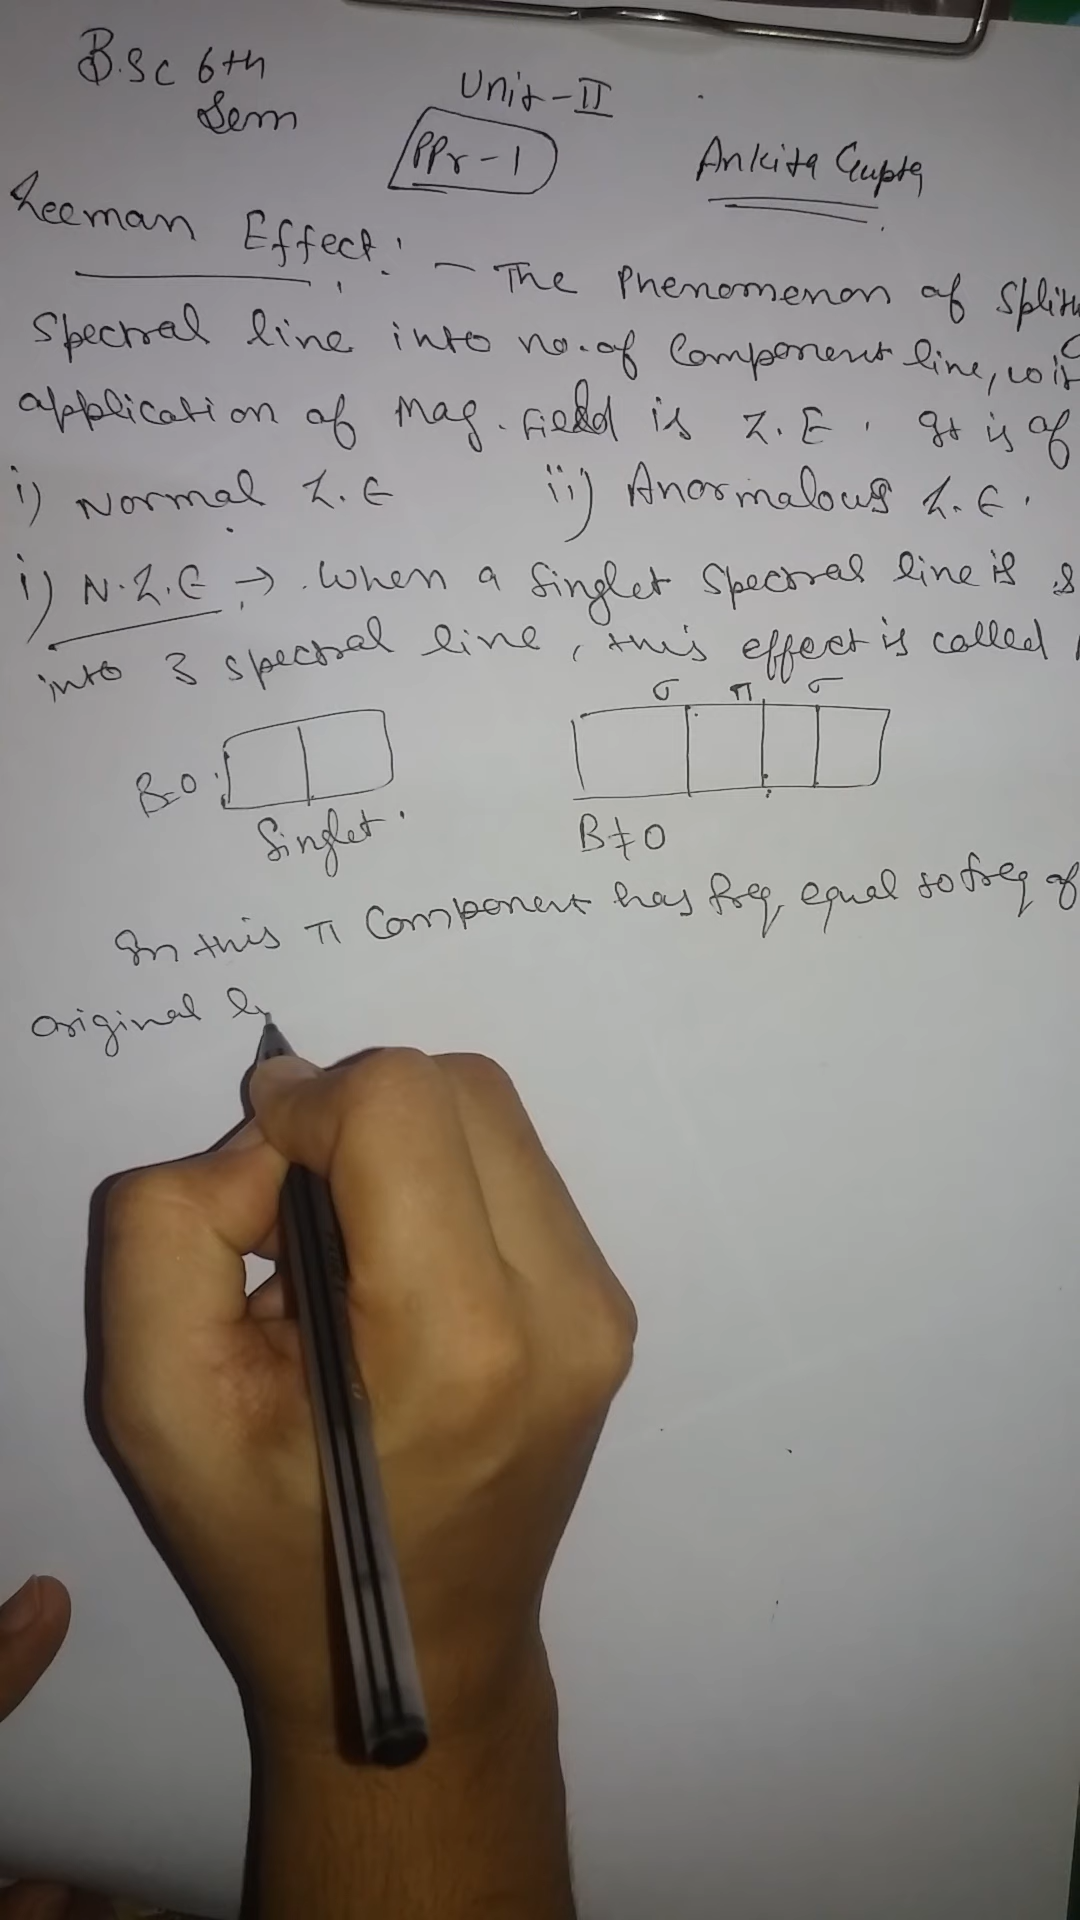 B.Sc 6th
Sem
Unit-II
PPr-1
Ankita Gupta
Zeeman Effect! - The Phenomenon of Splitt
Spectral line into no. of Component line, wit
application of Mag. Field is Z.E. It is of
i) Normal Z.E ii) Anormalous Z.E.
i) N.Z.E → When a Singlet Spectral line is s
into 3 spectral line, this effect is called
σ π σ
B=0
Singlet.
B≠0
In this π Component has freq equal to freq of
original